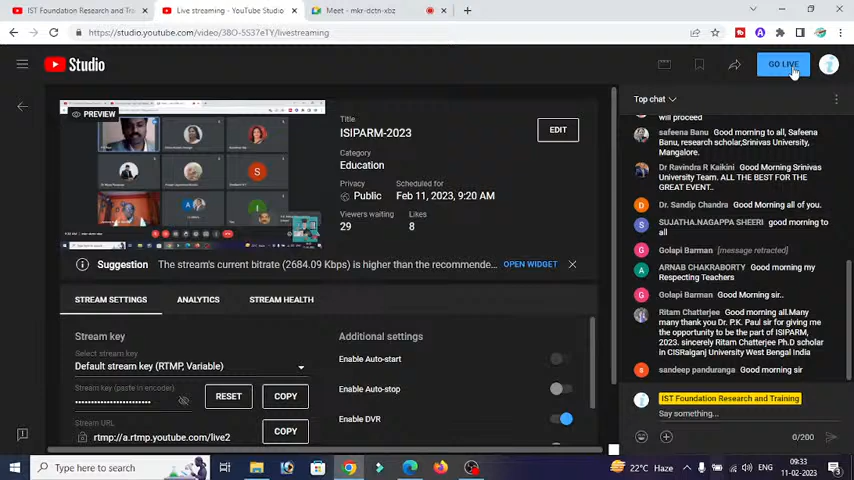 IST Foundation Research and Trai
Live streaming - YouTube Studio
Meet - mkr-dctn-xbz
https://studio.youtube.com/video/38O-5S37eTY/livestreaming
Studio
GO LIVE
PREVIEW
Title
ISIPARM-2023
EDIT
Category
Education
Privacy
Public
Scheduled for
Feb 11, 2023, 9:20 AM
Viewers waiting
29
Likes
8
Suggestion The stream's current bitrate (2684.09 Kbps) is higher than the recommende... OPEN WIDGET
STREAM SETTINGS ANALYTICS STREAM HEALTH
Stream key
Select stream key
Default stream key (RTMP, Variable)
Stream key (paste in encoder)
RESET COPY
Stream URL
rtmp://a.rtmp.youtube.com/live2
COPY
Additional settings
Enable Auto-start
Enable Auto-stop
Enable DVR
Top chat
will proceed
safeena Banu Good morning to all, Safeena
Banu, research scholar,Srinivas University,
Mangalore.
Dr Ravindra R Kaikini Good Morning Srinivas
University Team. ALL THE BEST FOR THE
GREAT EVENT..
Dr. Sandip Chandra Good Morning all of you.
SUJATHA.NAGAPPA SHEERI good morning to
all
Golapi Barman [message retracted]
ARNAB CHAKRABORTY Good morning my
Respecting Teachers
Golapi Barman Good Morning sir..
Ritam Chatterjee Good morning all.Many
many thank you Dr. P.K. Paul sir for giving me
the opportunity to be the part of ISIPARM,
2023. sincerely Ritam Chatterjee Ph.D scholar
in CISRaiganj University West Bengal India
sandeep panduranga Good morning sir
IST Foundation Research and Training
Say something...
0/200
Type here to search
22°C Haze
ENG
09:33
11-02-2023
3